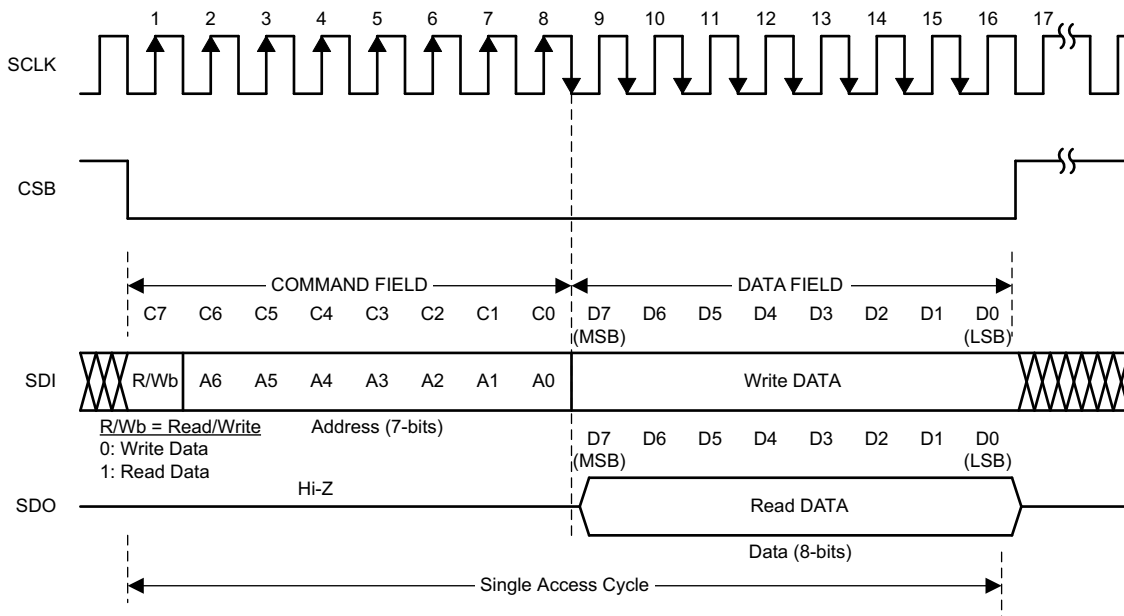 1 2 3 4 5 6 7 8 9 10 11 12 13 14 15 16 17
SCLK
CSB
COMMAND FIELD DATA FIELD
C7 C6 C5 C4 C3 C2 C1 C0 D7 D6 D5 D4 D3 D2 D1 D0
(MSB) (LSB)
SDI R/Wb A6 A5 A4 A3 A2 A1 A0 Write DATA
R/Wb = Read/Write Address (7-bits)
0: Write Data
1: Read Data
D7 D6 D5 D4 D3 D2 D1 D0
(MSB) (LSB)
Hi-Z
SDO Read DATA
Data (8-bits)
Single Access Cycle